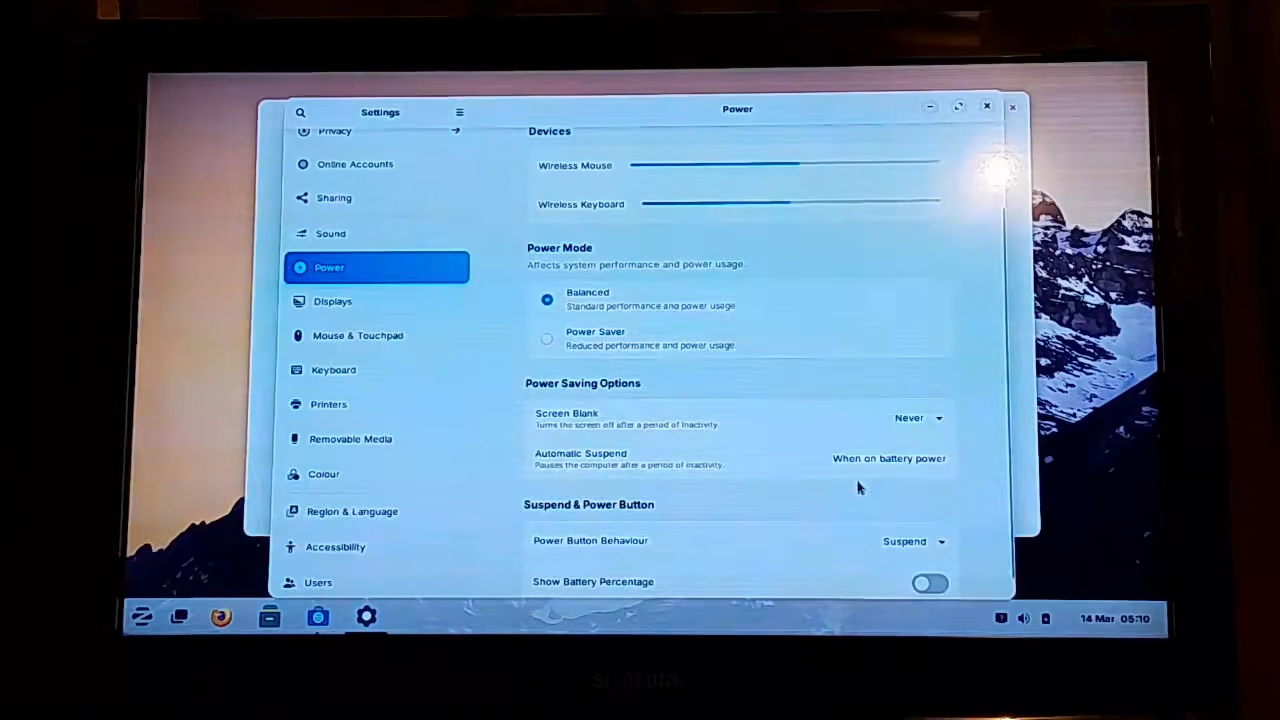 Settings
Power
Privacy
Online Accounts
Sharing
Sound
Power
Displays
Mouse & Touchpad
Keyboard
Printers
Removable Media
Colour
Region & Language
Accessibility
Users
Devices
Wireless Mouse
Wireless Keyboard
Power Mode
Affects system performance and power usage.
Balanced
Standard performance and power usage.
Power Saver
Reduced performance and power usage.
Power Saving Options
Screen Blank
Never
Turns the screen off after a period of inactivity.
Automatic Suspend
When on battery power
Pauses the computer after a period of inactivity.
Suspend & Power Button
Power Button Behaviour
Suspend
Show Battery Percentage
14 Mar 05:10